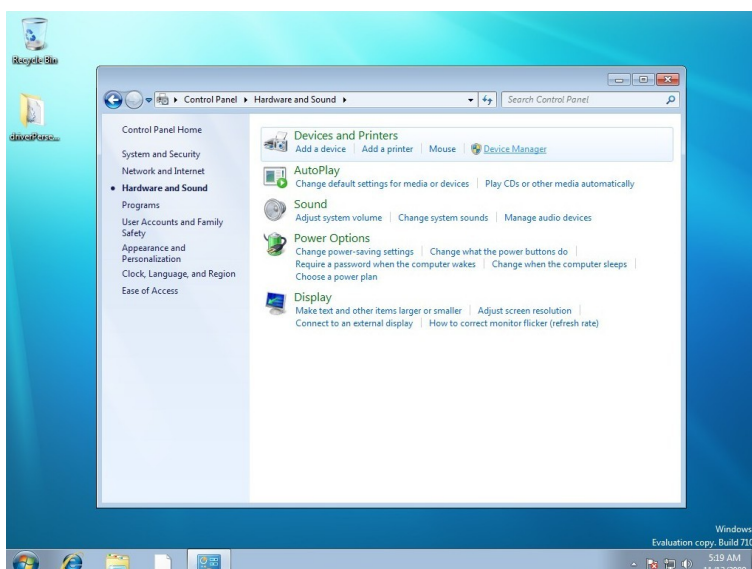 Recycle Bin
Control Panel
Hardware and Sound
Search Control Panel
Control Panel Home
System and Security
Network and Internet
Hardware and Sound
Programs
User Accounts and Family
Safety
Appearance and
Personalization
Clock, Language, and Region
Ease of Access
Devices and Printers
Add a device Add a printer Mouse Device Manager
AutoPlay
Change default settings for media or devices Play CDs or other media automatically
Sound
Adjust system volume Change system sounds Manage audio devices
Power Options
Change power-saving settings Change what the power buttons do
Require a password when the computer wakes Change when the computer sleeps
Choose a power plan
Display
Make text and other items larger or smaller Adjust screen resolution
Connect to an external display How to correct monitor flicker (refresh rate)
Windows
Evaluation copy. Build 710
5:19 AM